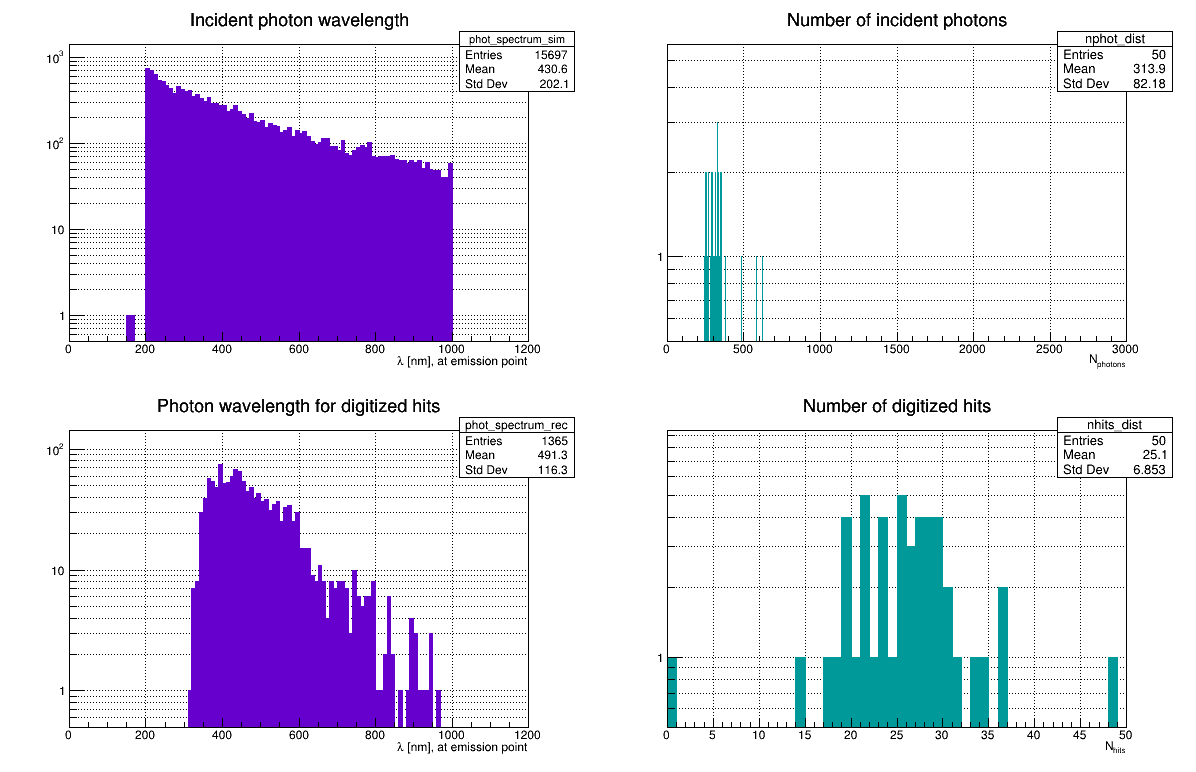 Incident photon wavelength
phot_spectrum_sim
Entries 15697
Mean 430.6
Std Dev 202.1
10³
10²
10
1
0 200 400 600 800 1000 1200
λ [nm], at emission point
Number of incident photons
nphot_dist
Entries 50
Mean 313.9
Std Dev 82.18
1
0 500 1000 1500 2000 2500 3000
Nphotons
Photon wavelength for digitized hits
phot_spectrum_rec
Entries 1365
Mean 491.3
Std Dev 116.3
10²
10
1
0 200 400 600 800 1000 1200
λ [nm], at emission point
Number of digitized hits
nhits_dist
Entries 50
Mean 25.1
Std Dev 6.853
1
0 5 10 15 20 25 30 35 40 45 50
Nhits